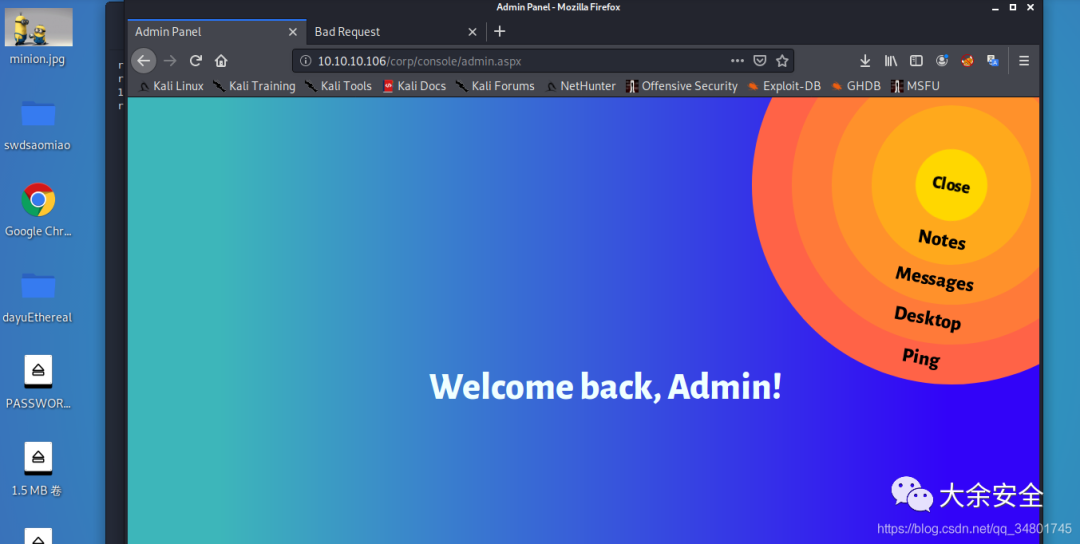 Admin Panel - Mozilla Firefox
Admin Panel
Bad Request
10.10.10.106/corp/console/admin.aspx
Kali Linux
Kali Training
Kali Tools
Kali Docs
Kali Forums
NetHunter
Offensive Security
Exploit-DB
GHDB
MSFU
minion.jpg
swdsaomiao
Google Chr...
dayuEthereal
PASSWOR...
1.5 MB 卷
r
r
1
r
Close
Notes
Messages
Desktop
Ping
Welcome back, Admin!
大余安全
https://blog.csdn.net/qq_34801745